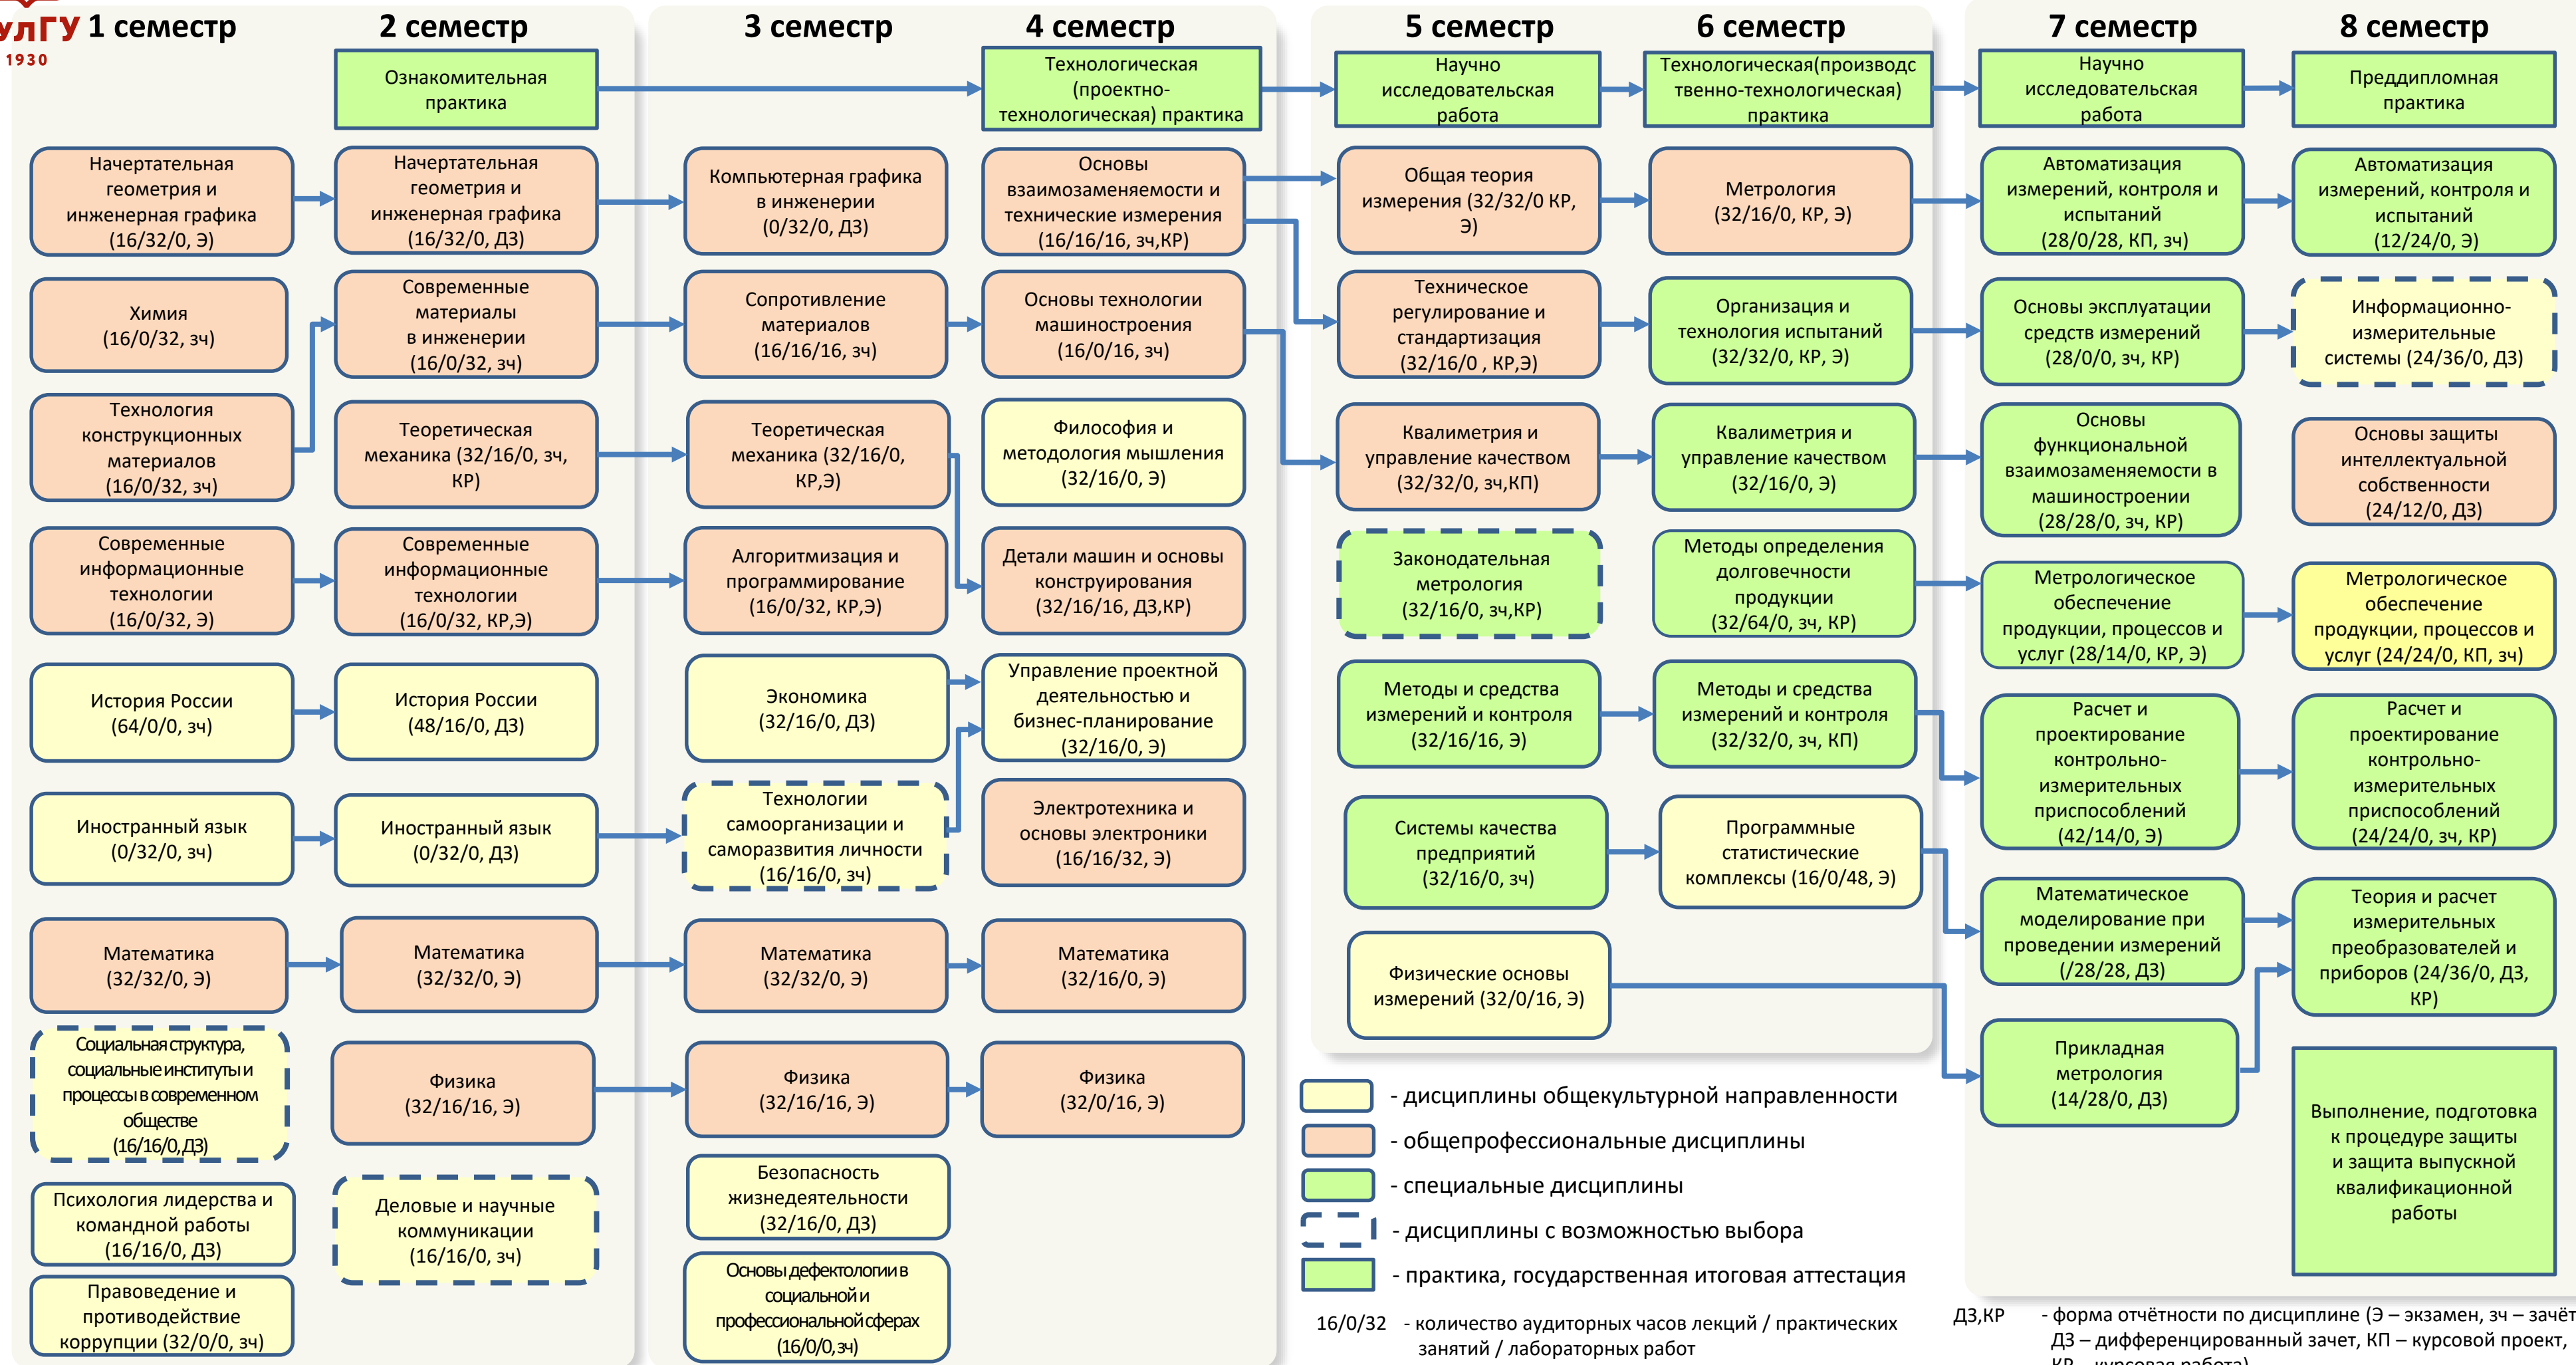 УлГУ
1930
1 семестр
2 семестр
3 семестр
4 семестр
5 семестр
6 семестр
7 семестр
8 семестр
Ознакомительная
практика
Технологическая
(проектно-
технологическая) практика
Научно
исследовательская
работа
Технологическая(производс
твенно-технологическая)
практика
Научно
исследовательская
работа
Преддипломная
практика
Начертательная
геометрия и
инженерная графика
(16/32/0, Э)
Начертательная
геометрия и
инженерная графика
(16/32/0, ДЗ)
Компьютерная графика
в инженерии
(0/32/0, ДЗ)
Основы
взаимозаменяемости и
технические измерения
(16/16/16, зч,КР)
Общая теория
измерения (32/32/0 КР,
Э)
Метрология
(32/16/0, КР, Э)
Автоматизация
измерений, контроля и
испытаний
(28/0/28, КП, зч)
Автоматизация
измерений, контроля и
испытаний
(12/24/0, Э)
Химия
(16/0/32, зч)
Современные
материалы
в инженерии
(16/0/32, зч)
Сопротивление
материалов
(16/16/16, зч)
Основы технологии
машиностроения
(16/0/16, зч)
Техническое
регулирование и
стандартизация
(32/16/0 , КР,Э)
Организация и
технология испытаний
(32/32/0, КР, Э)
Основы эксплуатации
средств измерений
(28/0/0, зч, КР)
Информационно-
измерительные
системы (24/36/0, ДЗ)
Технология
конструкционных
материалов
(16/0/32, зч)
Теоретическая
механика (32/16/0, зч,
КР)
Теоретическая
механика (32/16/0,
КР,Э)
Философия и
методология мышления
(32/16/0, Э)
Квалиметрия и
управление качеством
(32/32/0, зч,КП)
Квалиметрия и
управление качеством
(32/16/0, Э)
Основы
функциональной
взаимозаменяемости в
машиностроении
(28/28/0, зч, КР)
Основы защиты
интеллектуальной
собственности
(24/12/0, ДЗ)
Современные
информационные
технологии
(16/0/32, Э)
Современные
информационные
технологии
(16/0/32, КР,Э)
Алгоритмизация и
программирование
(16/0/32, КР,Э)
Детали машин и основы
конструирования
(32/16/16, ДЗ,КР)
Законодательная
метрология
(32/16/0, зч,КР)
Методы определения
долговечности
продукции
(32/64/0, зч, КР)
Метрологическое
обеспечение
продукции, процессов и
услуг (28/14/0, КР, Э)
Метрологическое
обеспечение
продукции, процессов и
услуг (24/24/0, КП, зч)
История России
(64/0/0, зч)
История России
(48/16/0, ДЗ)
Экономика
(32/16/0, ДЗ)
Управление проектной
деятельностью и
бизнес-планирование
(32/16/0, Э)
Методы и средства
измерений и контроля
(32/16/16, Э)
Методы и средства
измерений и контроля
(32/32/0, зч, КП)
Расчет и
проектирование
контрольно-
измерительных
приспособлений
(42/14/0, Э)
Расчет и
проектирование
контрольно-
измерительных
приспособлений
(24/24/0, зч, КР)
Иностранный язык
(0/32/0, зч)
Иностранный язык
(0/32/0, ДЗ)
Технологии
самоорганизации и
саморазвития личности
(16/16/0, зч)
Электротехника и
основы электроники
(16/16/32, Э)
Системы качества
предприятий
(32/16/0, зч)
Программные
статистические
комплексы (16/0/48, Э)
Математическое
моделирование при
проведении измерений
(/28/28, ДЗ)
Теория и расчет
измерительных
преобразователей и
приборов (24/36/0, ДЗ,
КР)
Математика
(32/32/0, Э)
Математика
(32/32/0, Э)
Математика
(32/32/0, Э)
Математика
(32/16/0, Э)
Физические основы
измерений (32/0/16, Э)
Прикладная
метрология
(14/28/0, ДЗ)
Социальная структура,
социальные институты и
процессы в современном
обществе
(16/16/0, ДЗ)
Физика
(32/16/16, Э)
Физика
(32/16/16, Э)
Физика
(32/0/16, Э)
Выполнение, подготовка
к процедуре защиты
и защита выпускной
квалификационной
работы
Психология лидерства и
командной работы
(16/16/0, ДЗ)
Деловые и научные
коммуникации
(16/16/0, зч)
Безопасность
жизнедеятельности
(32/16/0, ДЗ)
Правоведение и
противодействие
коррупции (32/0/0, зч)
Основы дефектологии в
социальной и
профессиональной сферах
(16/0/0, зч)
- дисциплины общекультурной направленности
- общепрофессиональные дисциплины
- специальные дисциплины
- дисциплины с возможностью выбора
- практика, государственная итоговая аттестация
16/0/32 - количество аудиторных часов лекций / практических
занятий / лабораторных работ
ДЗ,КР - форма отчётности по дисциплине (Э – экзамен, зч – зачёт
ДЗ – дифференцированный зачет, КП – курсовой проект,
КР – курсовая работа)